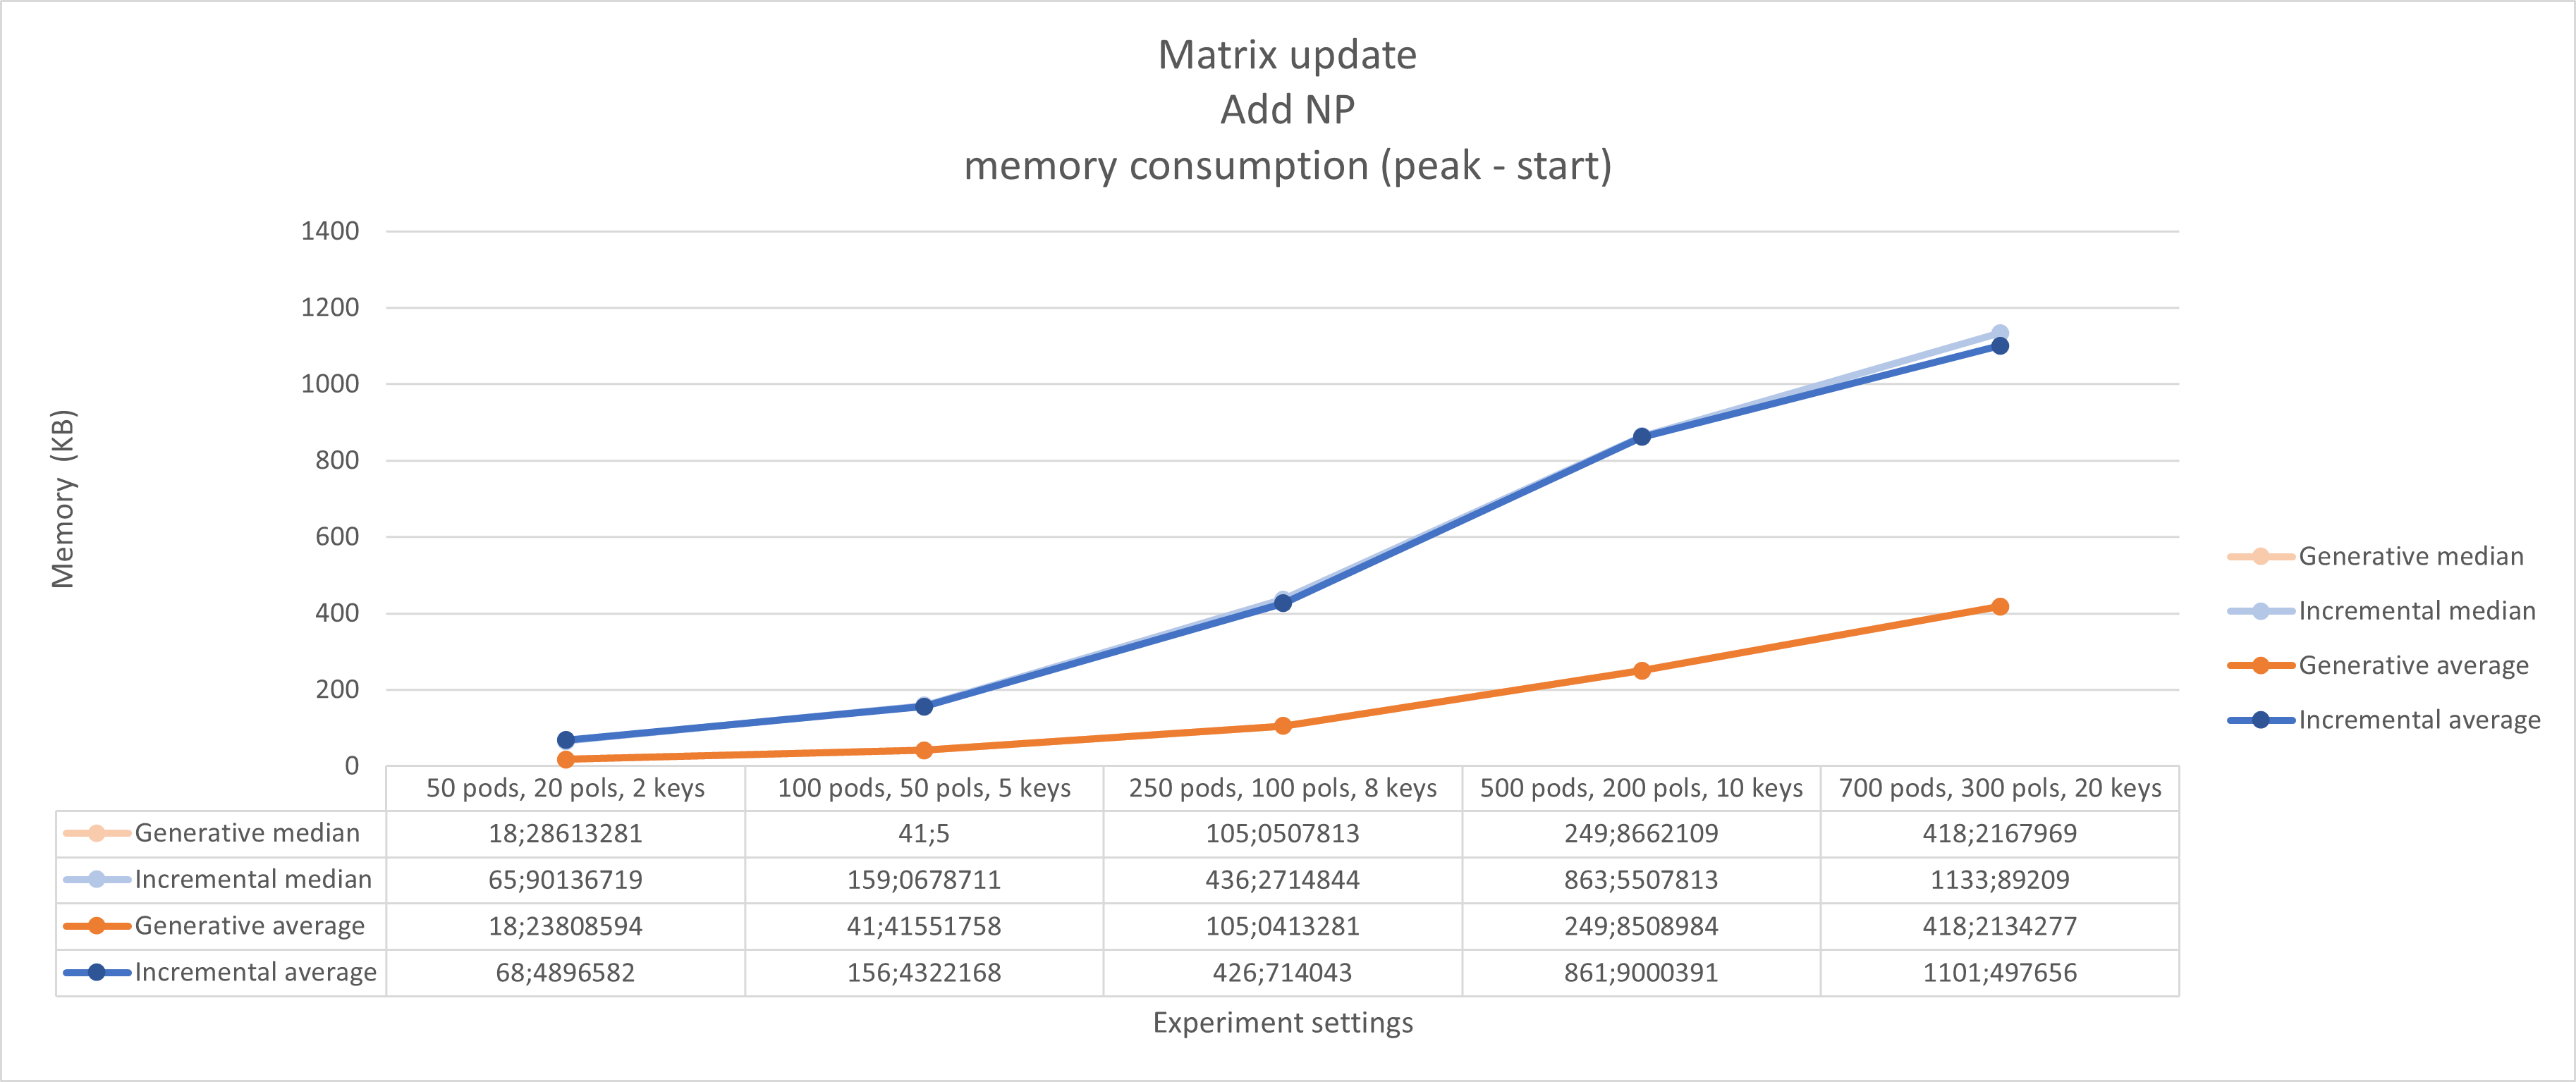 Matrix update
Add NP
memory consumption (peak - start)
1400
1200
1000
800
600
400
200
0
Memory (KB)
50 pods, 20 pols, 2 keys 100 pods, 50 pols, 5 keys 250 pods, 100 pols, 8 keys 500 pods, 200 pols, 10 keys 700 pods, 300 pols, 20 keys
Generative median 18;28613281 41;5 105;0507813 249;8662109 418;2167969
Incremental median 65;90136719 159;0678711 436;2714844 863;5507813 1133;89209
Generative average 18;23808594 41;41551758 105;0413281 249;8508984 418;2134277
Incremental average 68;4896582 156;4322168 426;714043 861;9000391 1101;497656
Experiment settings
Generative median
Incremental median
Generative average
Incremental average